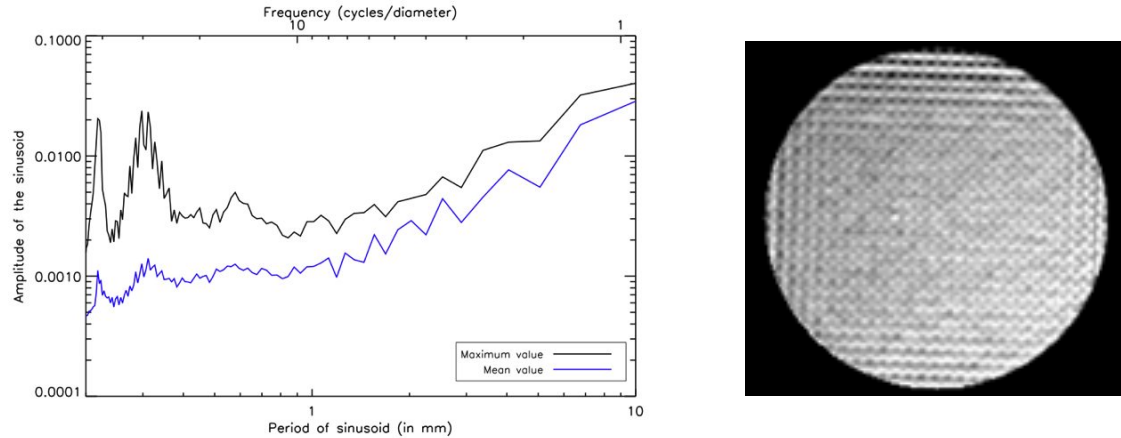 Frequency (cycles/diameter)
10 1
0.1000
0.0100
0.0010
0.0001
Amplitude of the sinusoid
Maximum value
Mean value
1 10
Period of sinusoid (in mm)